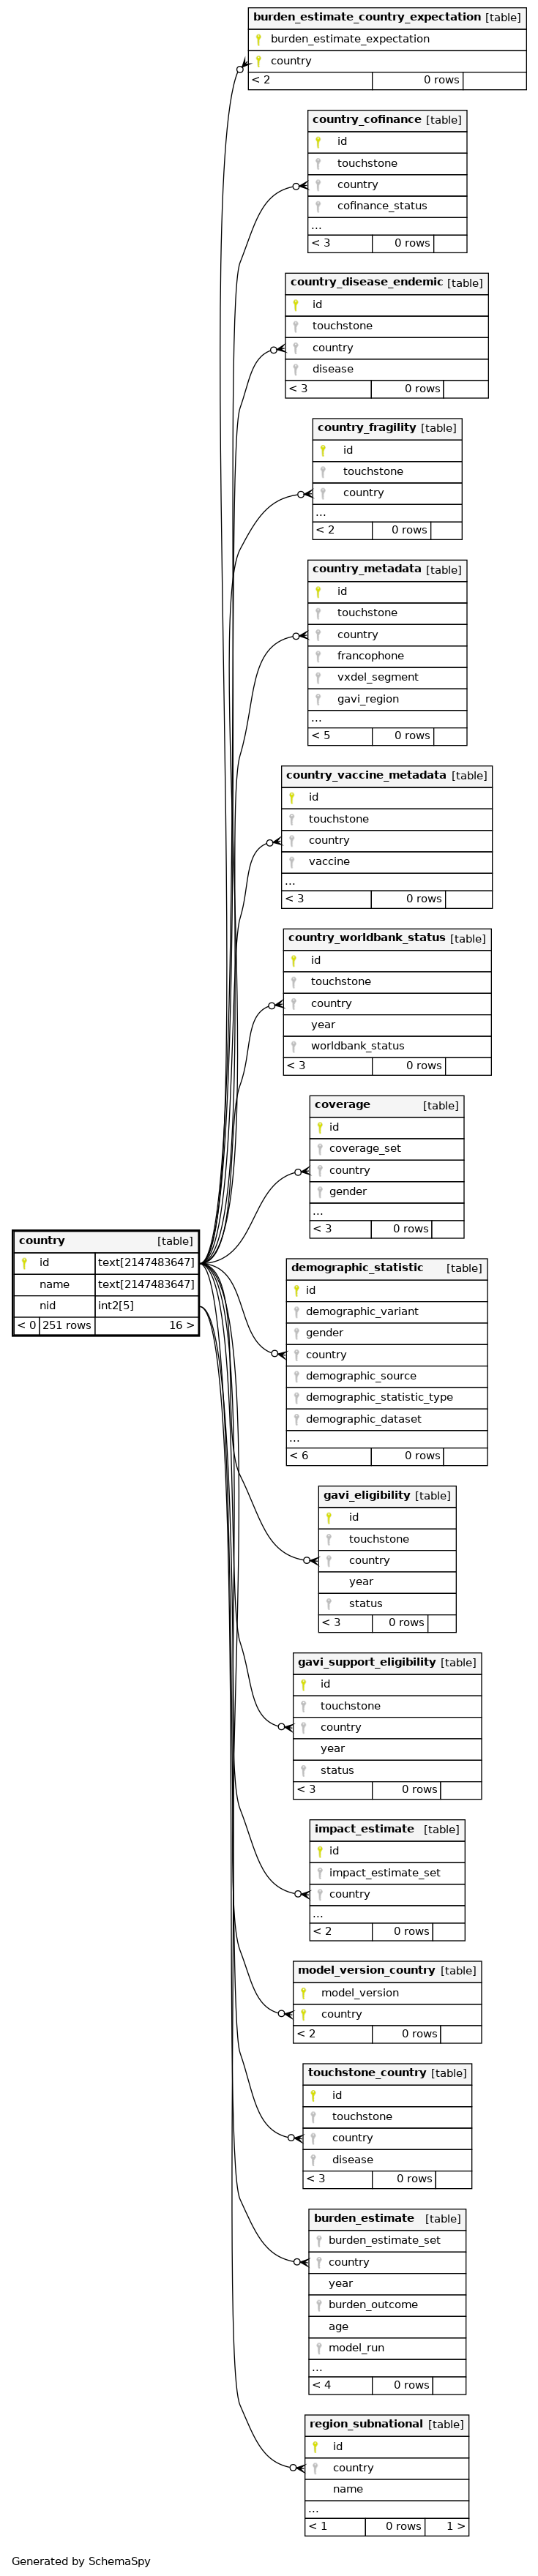 burden_estimate_country_expectation [table]
burden_estimate_expectation
country
< 2 0 rows
country_cofinance [table]
id
touchstone
country
cofinance_status
...
< 3 0 rows
country_disease_endemic [table]
id
touchstone
country
disease
< 3 0 rows
country_fragility [table]
id
touchstone
country
...
< 2 0 rows
country_metadata [table]
id
touchstone
country
francophone
vxdel_segment
gavi_region
...
< 5 0 rows
country_vaccine_metadata [table]
id
touchstone
country
vaccine
...
< 3 0 rows
country_worldbank_status [table]
id
touchstone
country
year
worldbank_status
< 3 0 rows
coverage [table]
id
coverage_set
country
gender
...
< 3 0 rows
country [table]
id text[2147483647]
name text[2147483647]
nid int2[5]
< 0 251 rows 16 >
demographic_statistic [table]
id
demographic_variant
gender
country
demographic_source
demographic_statistic_type
demographic_dataset
...
< 6 0 rows
gavi_eligibility [table]
id
touchstone
country
year
status
< 3 0 rows
gavi_support_eligibility [table]
id
touchstone
country
year
status
< 3 0 rows
impact_estimate [table]
id
impact_estimate_set
country
...
< 2 0 rows
model_version_country [table]
model_version
country
< 2 0 rows
touchstone_country [table]
id
touchstone
country
disease
< 3 0 rows
burden_estimate [table]
burden_estimate_set
country
year
burden_outcome
age
model_run
...
< 4 0 rows
region_subnational [table]
id
country
name
...
< 1 0 rows 1 >
Generated by SchemaSpy